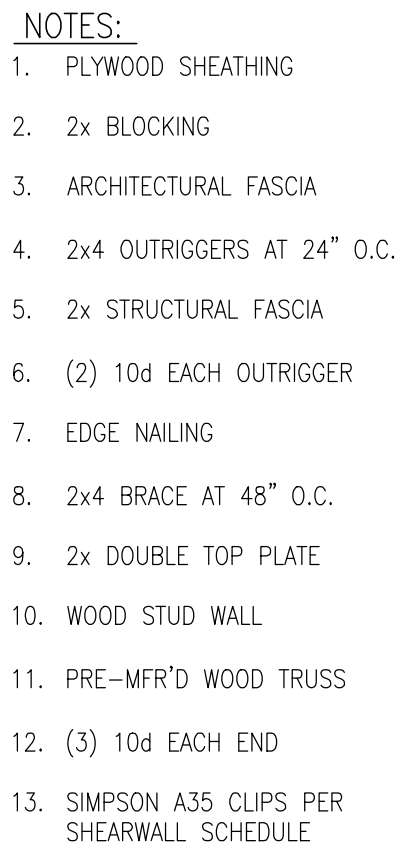 NOTES:
1. PLYWOOD SHEATHING
2. 2x BLOCKING
3. ARCHITECTURAL FASCIA
4. 2x4 OUTRIGGERS AT 24" O.C.
5. 2x STRUCTURAL FASCIA
6. (2) 10d EACH OUTRIGGER
7. EDGE NAILING
8. 2x4 BRACE AT 48" O.C.
9. 2x DOUBLE TOP PLATE
10. WOOD STUD WALL
11. PRE-MFR'D WOOD TRUSS
12. (3) 10d EACH END
13. SIMPSON A35 CLIPS PER
SHEARWALL SCHEDULE